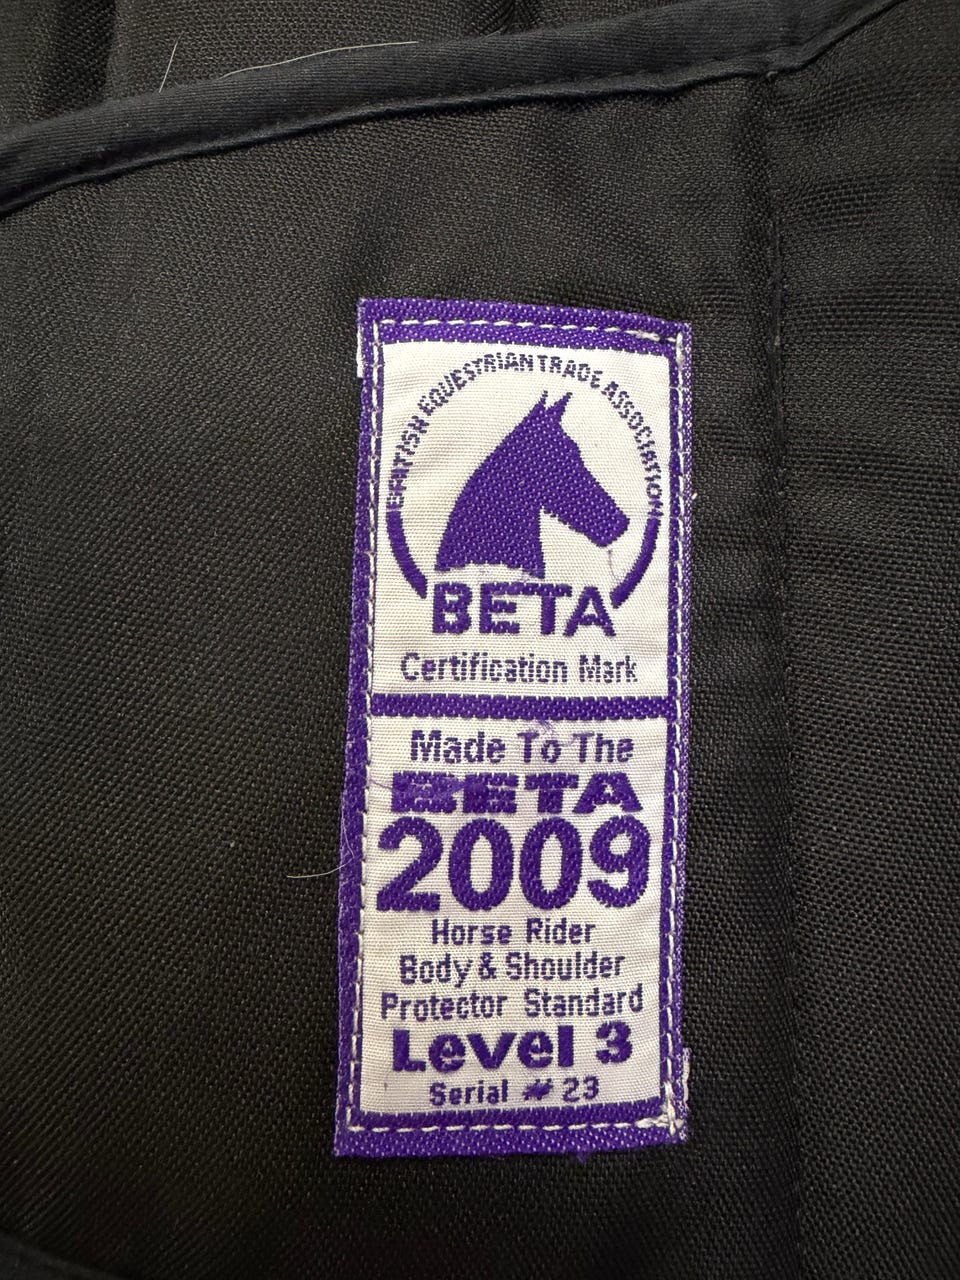 BRITISH EQUESTRIAN TRADE ASSOCIATION
BETA
Certification Mark
Made To The
BETA
2009
Horse Rider
Body & Shoulder
Protector Standard
Level 3
Serial # 23